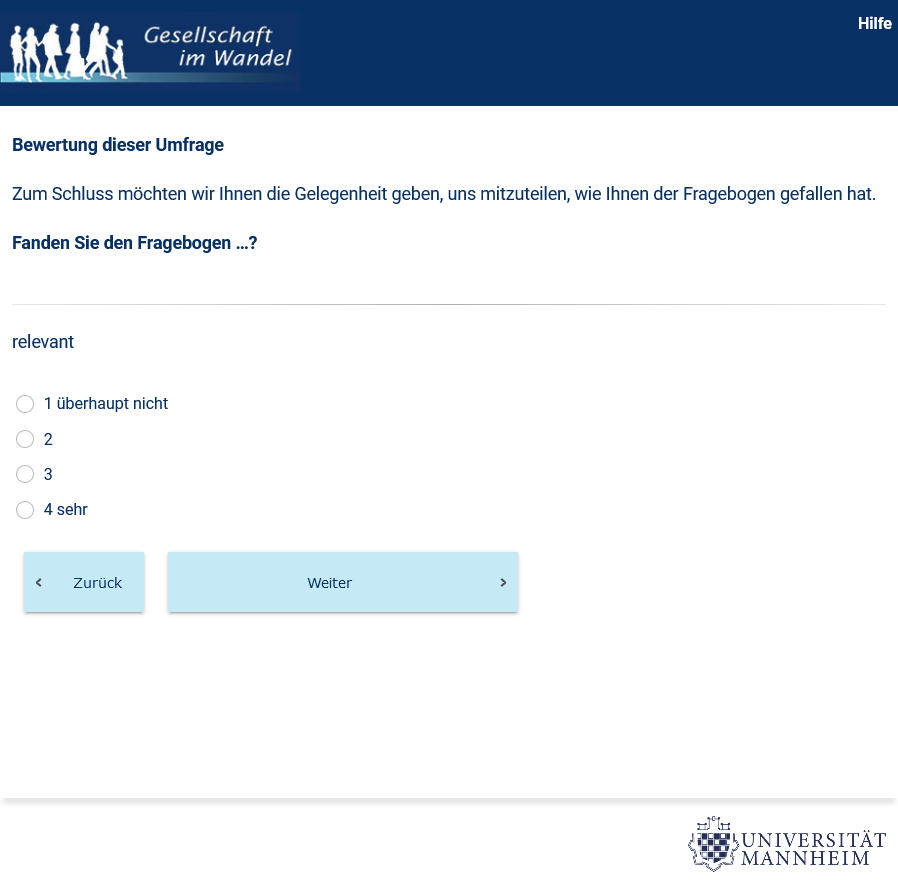 Gesellschaft
im Wandel
Hilfe
Bewertung dieser Umfrage
Zum Schluss möchten wir Ihnen die Gelegenheit geben, uns mitzuteilen, wie Ihnen der Fragebogen gefallen hat.
Fanden Sie den Fragebogen …?
relevant
1 überhaupt nicht
2
3
4 sehr
Zurück
Weiter
UNIVERSITÄT
MANNHEIM